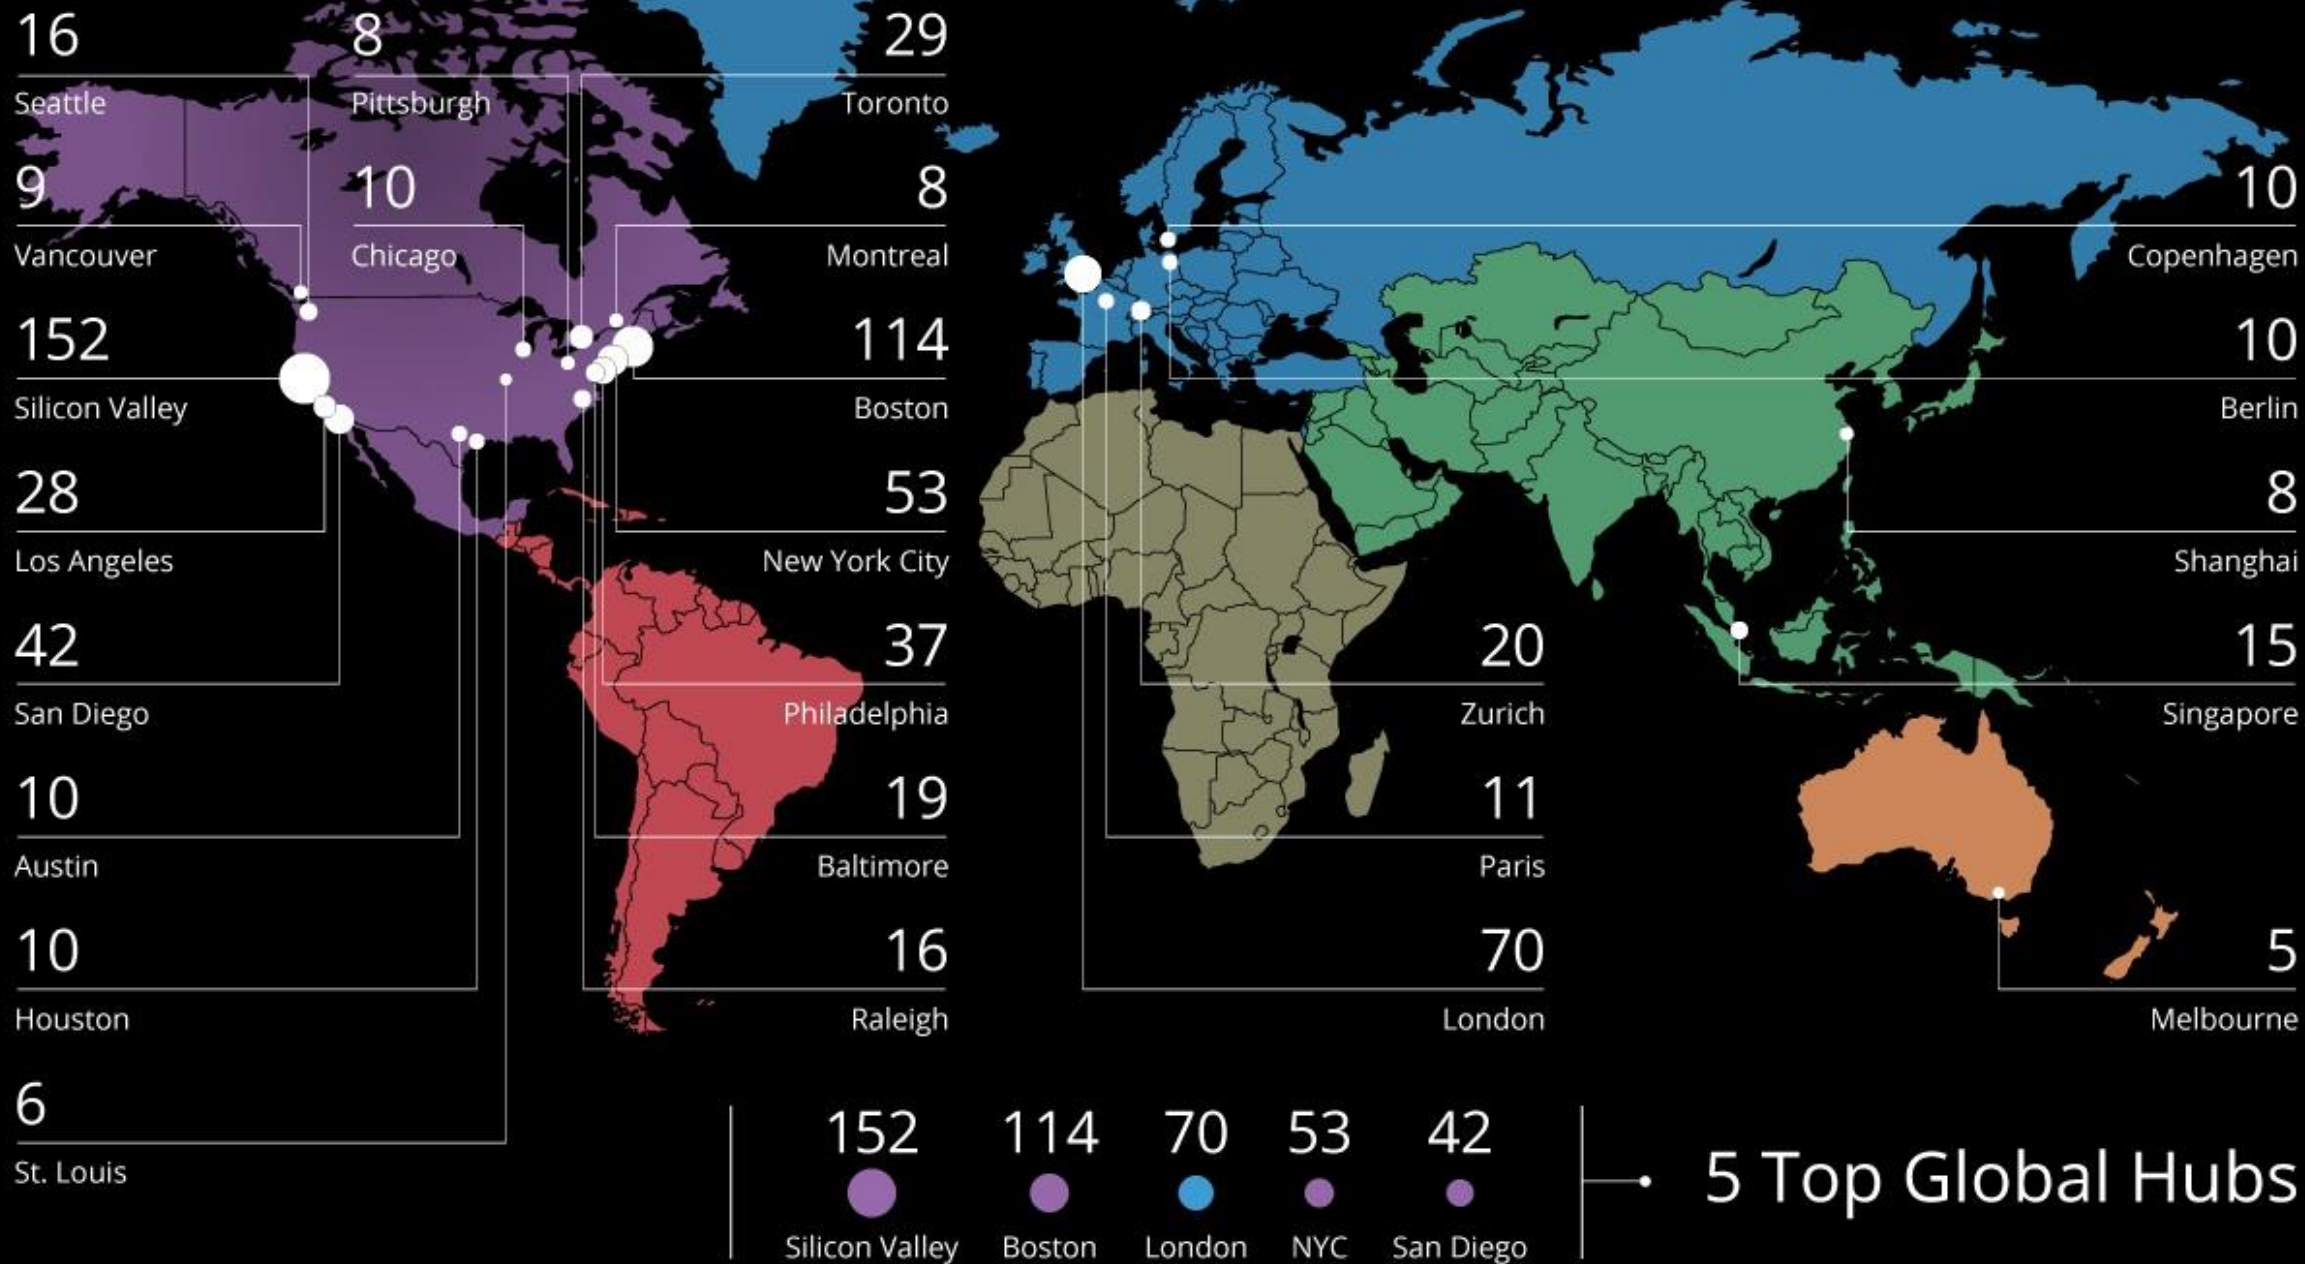 16
Seattle
8
Pittsburgh
29
Toronto
9
Vancouver
10
Chicago
8
Montreal
10
Copenhagen
152
Silicon Valley
114
Boston
10
Berlin
28
Los Angeles
53
New York City
8
Shanghai
42
San Diego
37
Philadelphia
20
Zurich
15
Singapore
10
Austin
19
Baltimore
11
Paris
10
Houston
16
Raleigh
70
London
5
Melbourne
6
St. Louis
152
Silicon Valley
114
Boston
70
London
53
NYC
42
San Diego
5 Top Global Hubs